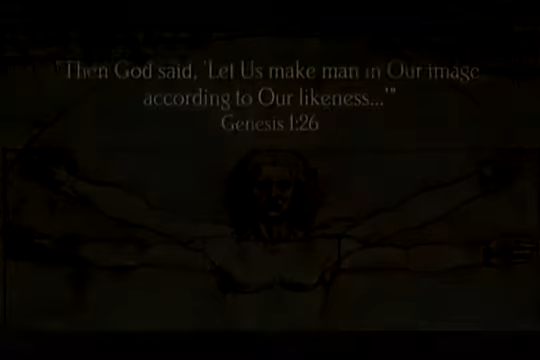 "Then God said, 'Let Us make man in Our image
according to Our likeness...'"
Genesis 1:26